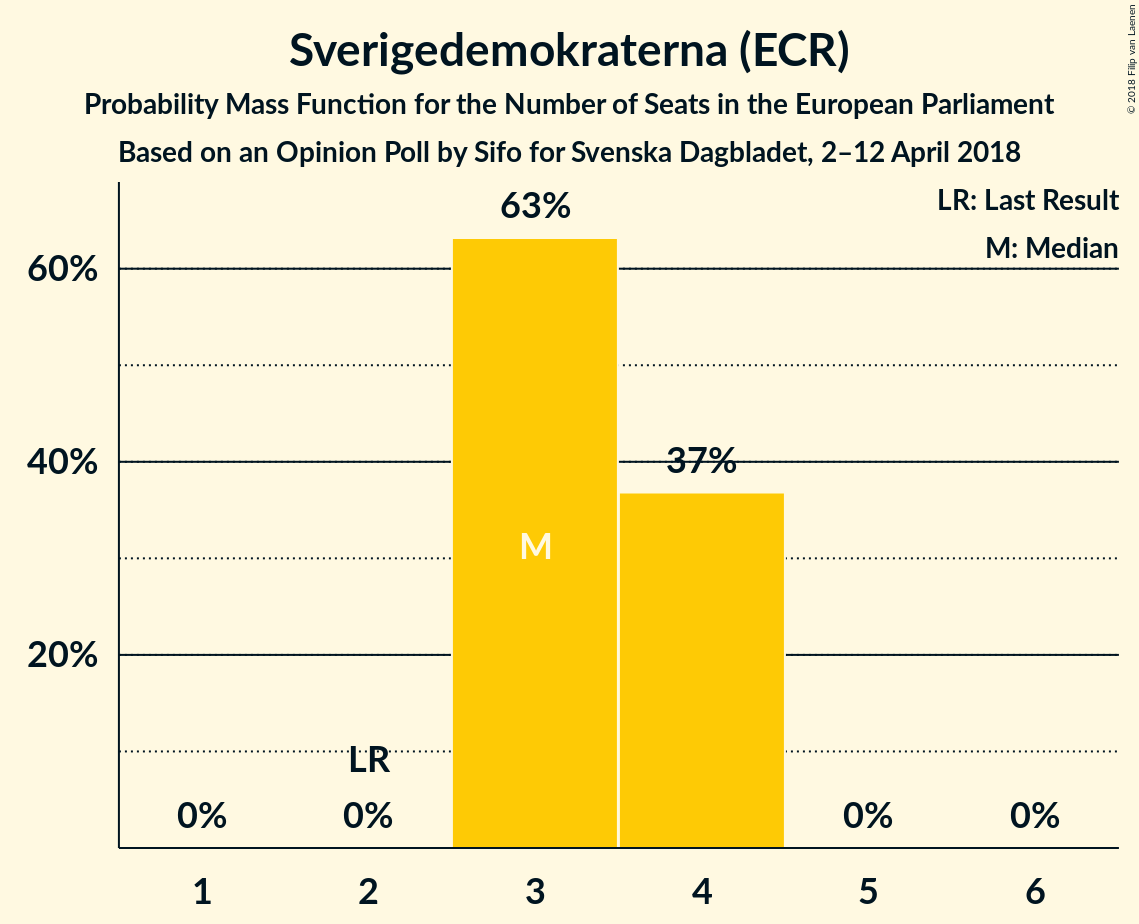 Sverigedemokraterna (ECR)
Probability Mass Function for the Number of Seats in the European Parliament
Based on an Opinion Poll by Sifo for Svenska Dagbladet, 2–12 April 2018
© 2018 Filip van Laenen
LR: Last Result
M: Median
63%
60%
40%
37%
M
20%
LR
0%
0%
0%
0%
1
2
3
4
5
6